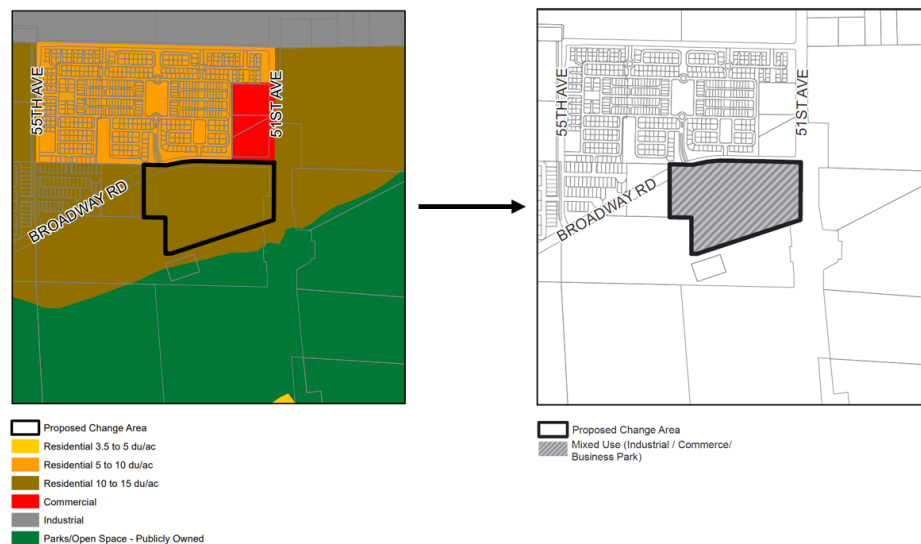 55TH AVE
51ST AVE
BROADWAY RD
Proposed Change Area
Residential 3.5 to 5 du/ac
Residential 5 to 10 du/ac
Residential 10 to 15 du/ac
Commercial
Industrial
Parks/Open Space - Publicly Owned
55TH AVE
51ST AVE
BROADWAY RD
Proposed Change Area
Mixed Use (Industrial / Commerce/
Business Park)